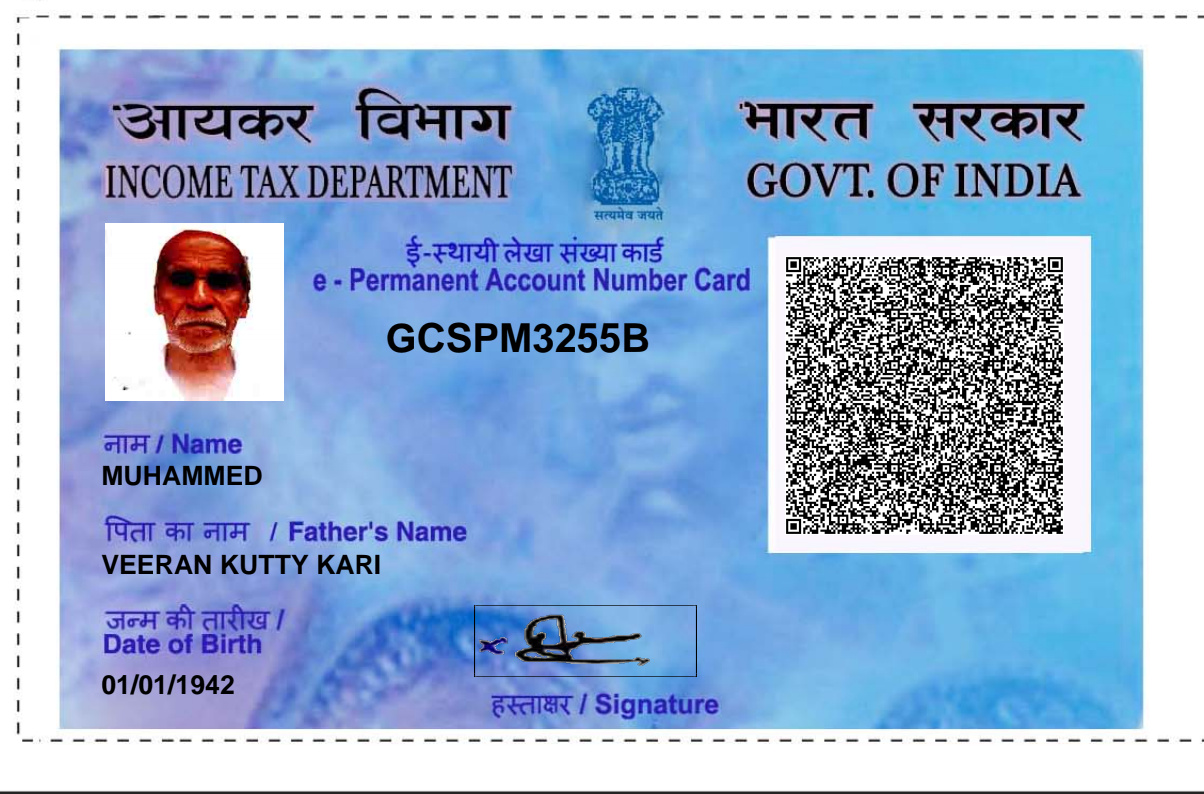 आयकर विभाग
INCOME TAX DEPARTMENT
सत्यमेव जयते
भारत सरकार
GOVT. OF INDIA
ई-स्थायी लेखा संख्या कार्ड
e - Permanent Account Number Card
GCSPM3255B
नाम / Name
MUHAMMED
पिता का नाम / Father's Name
VEERAN KUTTY KARI
जन्म की तारीख /
Date of Birth
01/01/1942
हस्ताक्षर / Signature